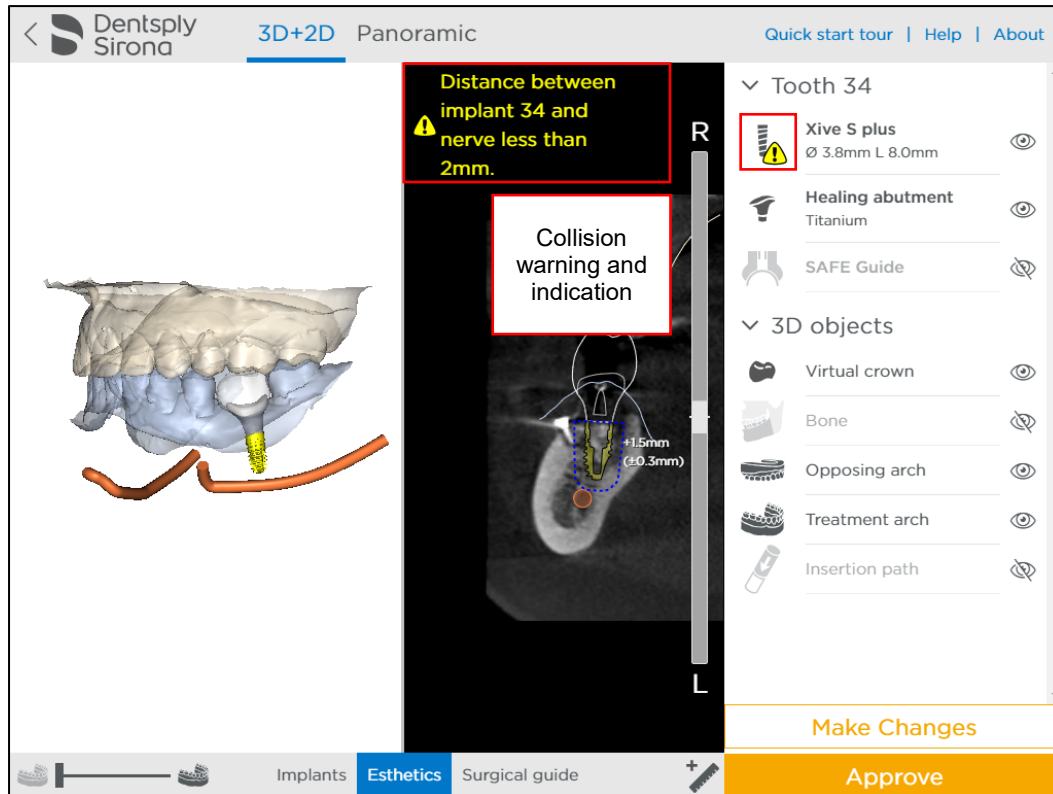 Dentsply
Sirona
3D+2D Panoramic
Quick start tour | Help | About
Distance between
implant 34 and
nerve less than
2mm.
R
Collision
warning and
indication
+1.5mm
(±0.3mm)
L
Tooth 34
Xive S plus
Ø 3.8mm L 8.0mm
Healing abutment
Titanium
SAFE Guide
3D objects
Virtual crown
Bone
Opposing arch
Treatment arch
Insertion path
Make Changes
Implants Esthetics Surgical guide
Approve